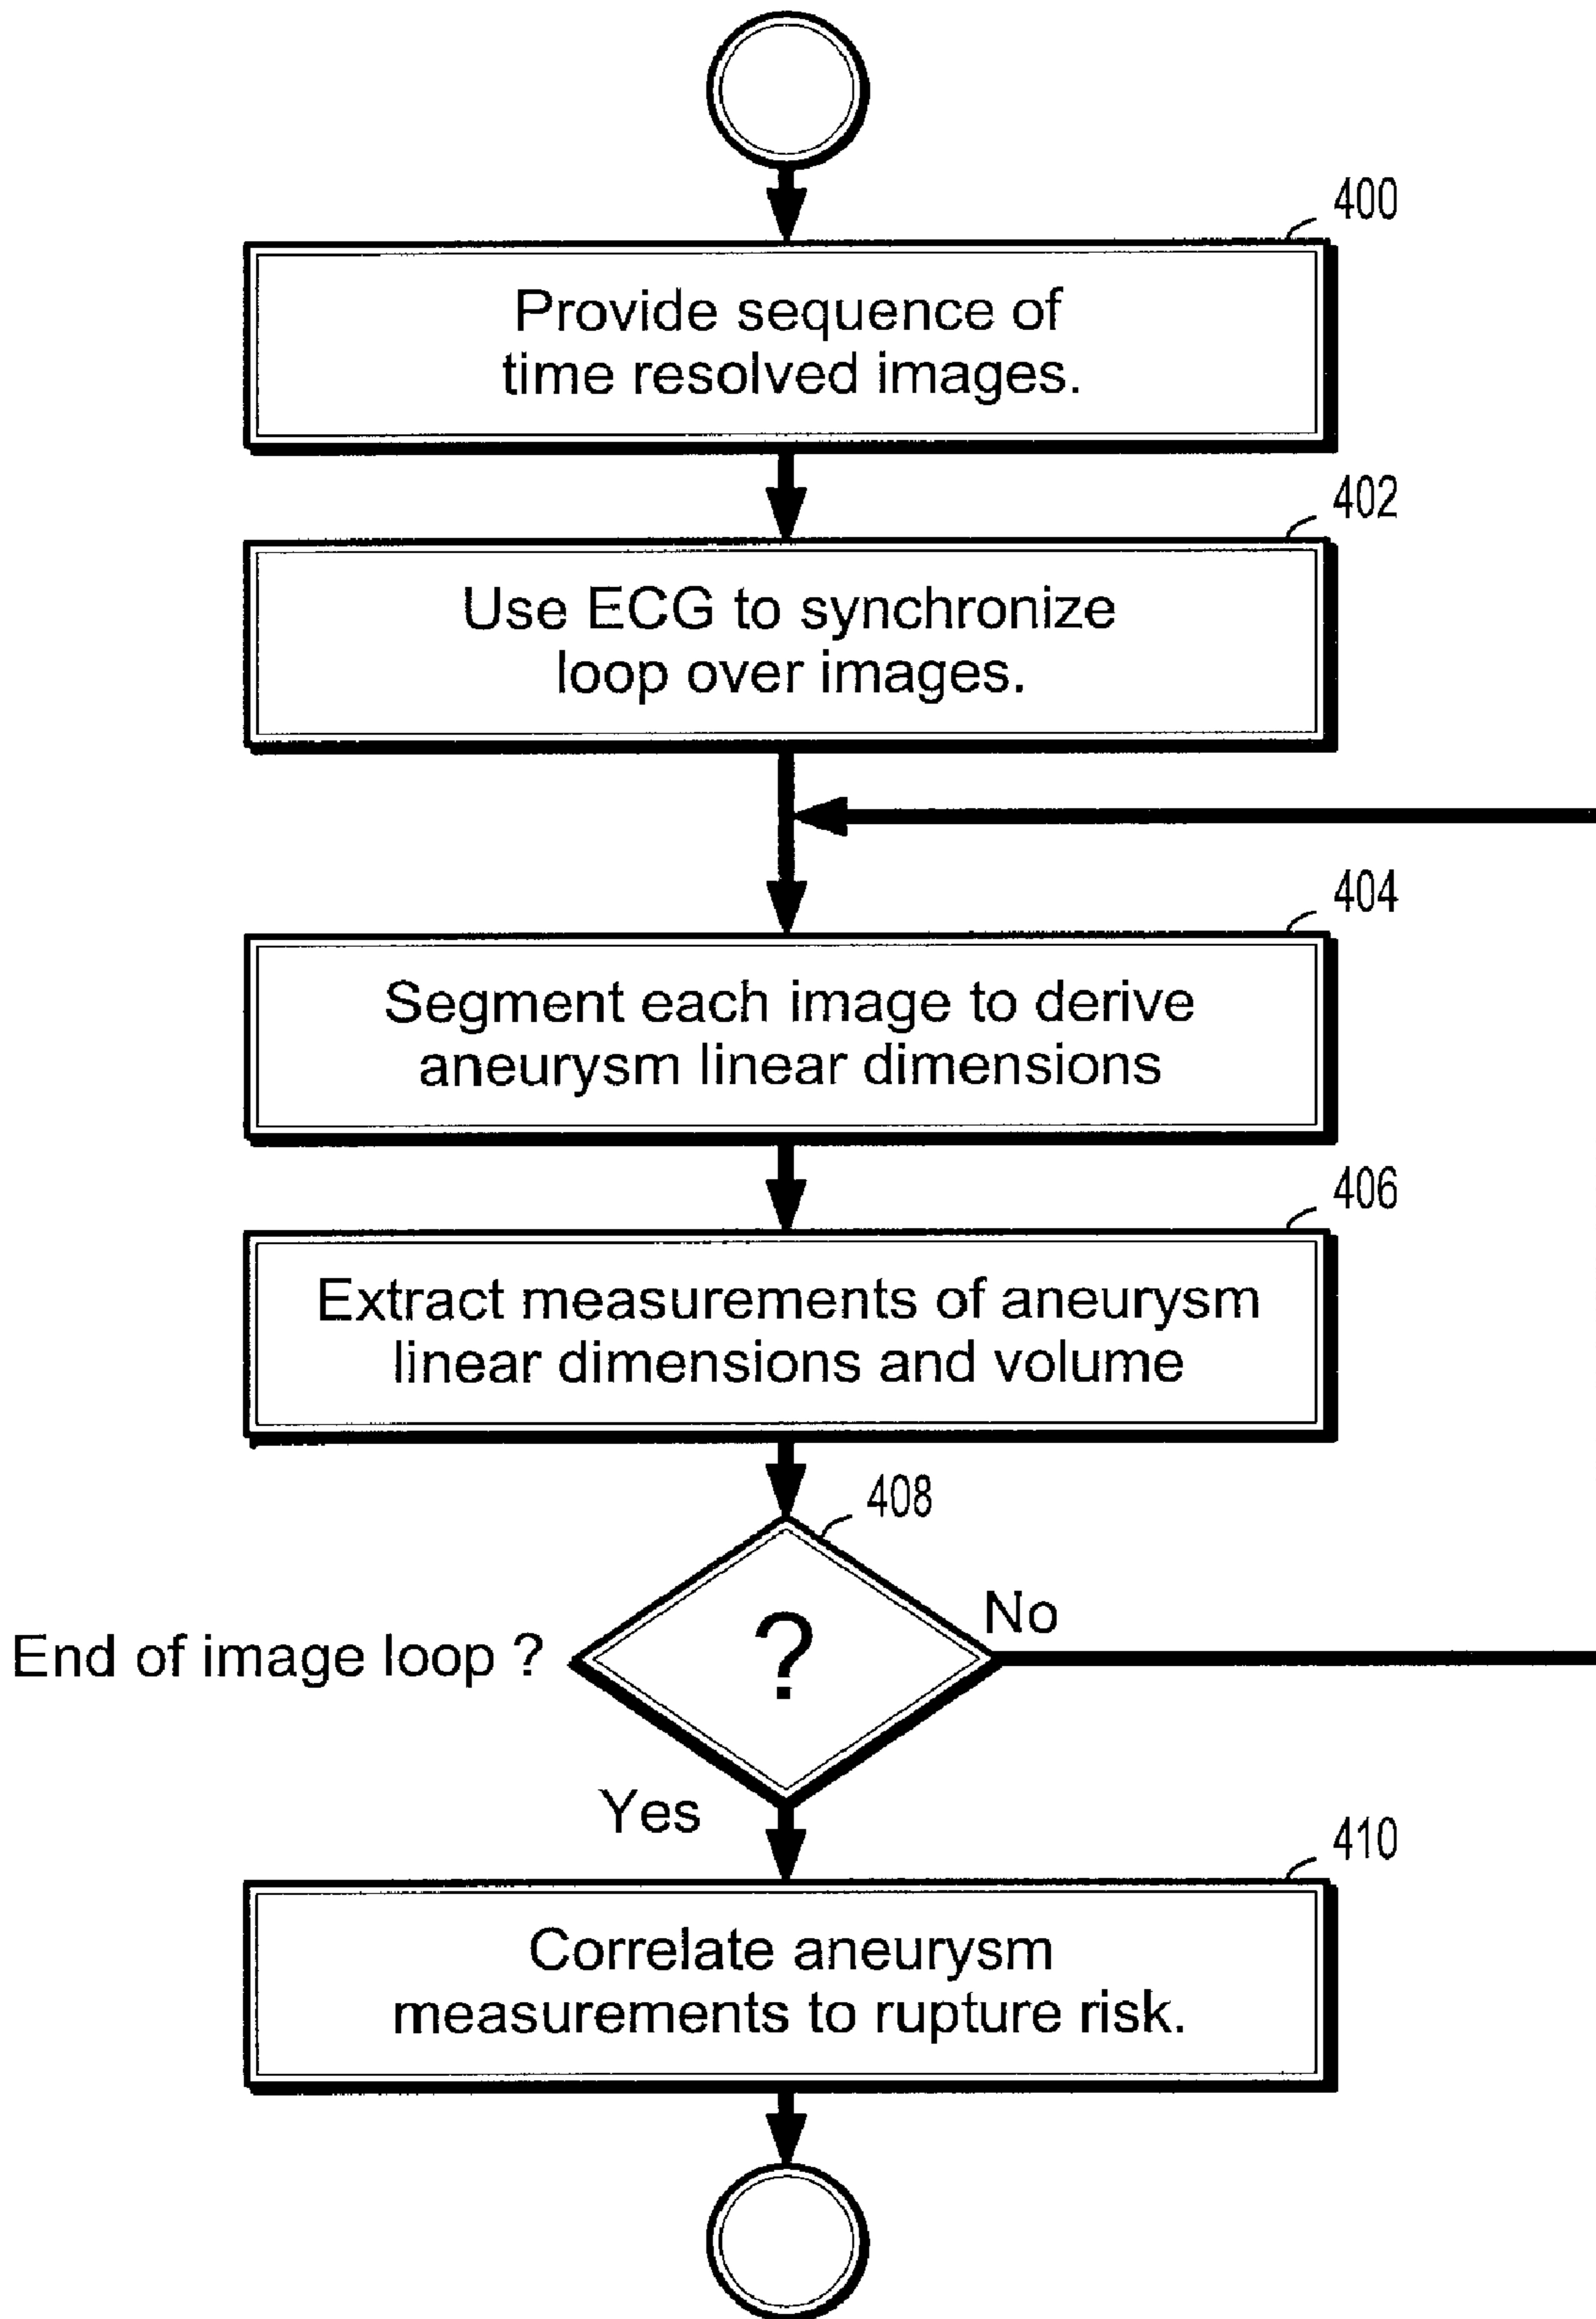 400
Provide sequence of
time resolved images.
402
Use ECG to synchronize
loop over images.
404
Segment each image to derive
aneurysm linear dimensions
406
Extract measurements of aneurysm
linear dimensions and volume
408
No
End of image loop ?
?
Yes
410
Correlate aneurysm
measurements to rupture risk.